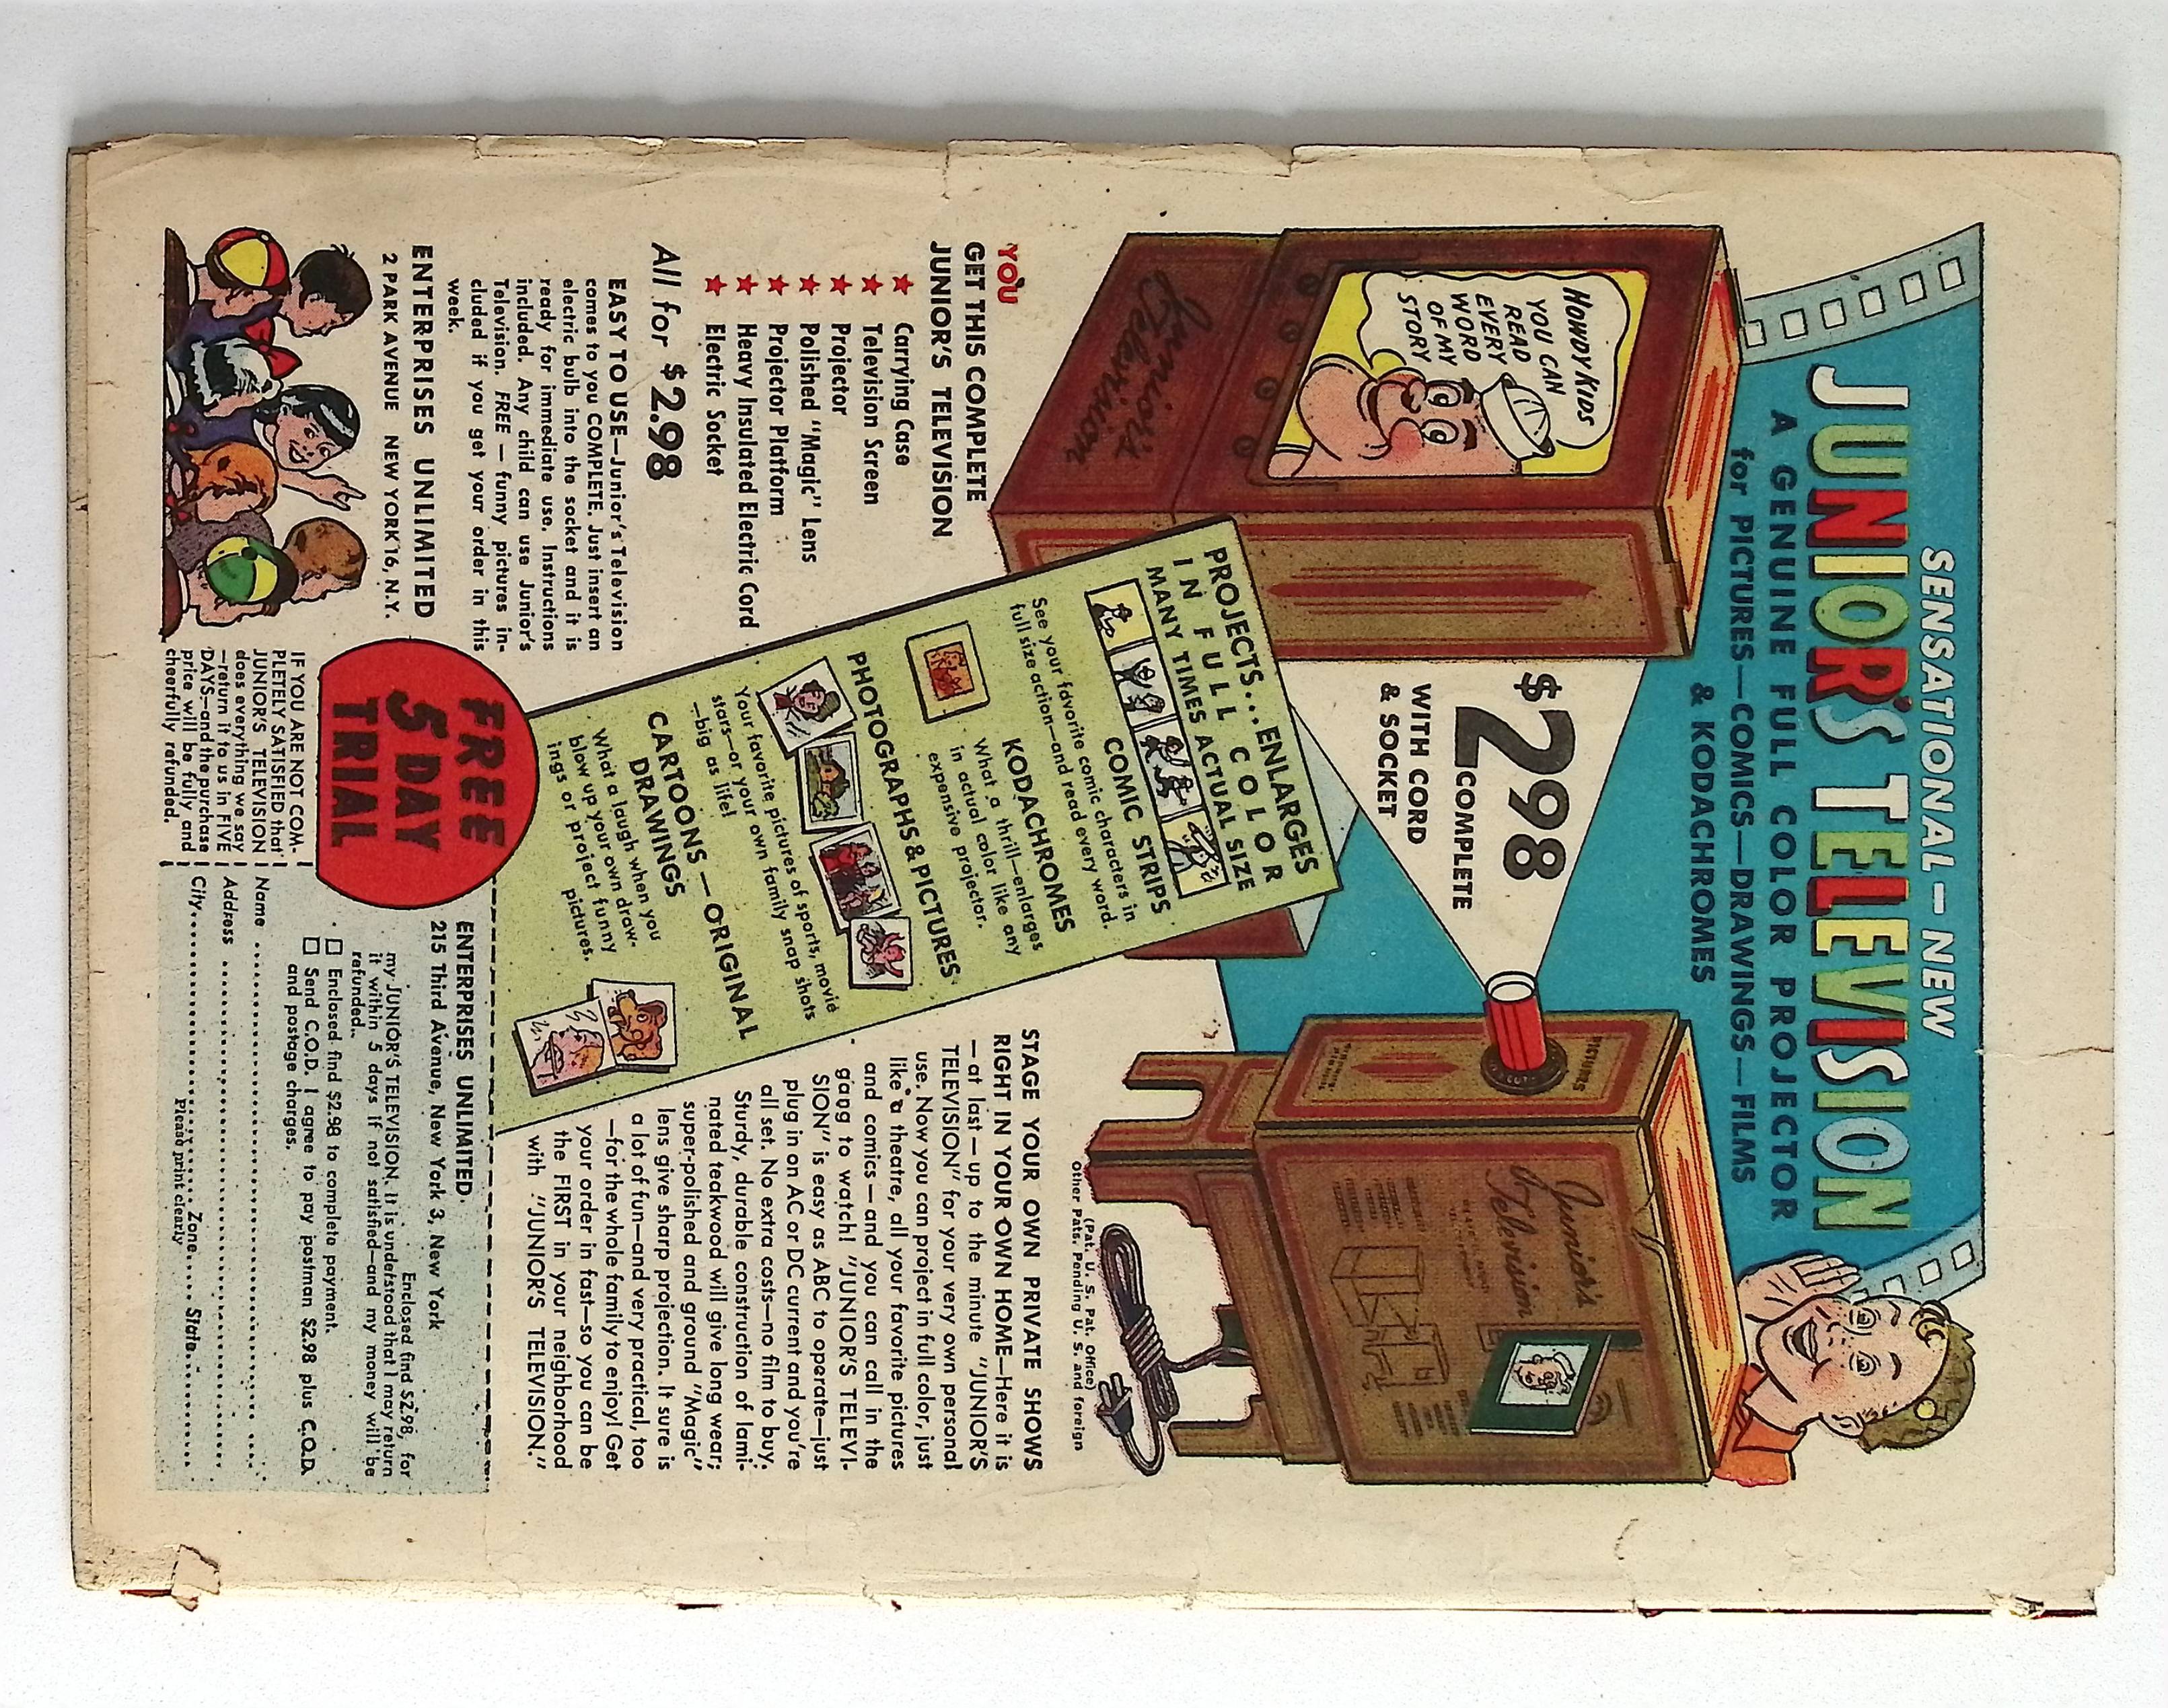 SENSATIONAL—NEW
JUNIOR'S TELEVISION
A GENUINE FULL COLOR PROJECTOR
for PICTURES—COMICS—DRAWINGS—FILMS
& KODACHROMES
HOWDY KIDS
YOU CAN
READ
EVERY
WORD
OF MY
STORY
Junior's
Television
$298
COMPLETE
WITH CORD
& SOCKET
PICTURES
Junior's
Television
(Pat. U. S. Pat. Office)
Other Pats. Pending U. S. and foreign
PROJECTS...ENLARGES
IN FULL COLOR
MANY TIMES ACTUAL SIZE
COMIC STRIPS
See your favorite comic characters in
full size action—and read every word.
KODACHROMES
What a thrill—enlarges
in actual color like any
expensive projector.
PHOTOGRAPHS & PICTURES
Your favorite pictures of sports, movie
stars—or your own family snap shots
—big as life!
CARTOONS—ORIGINAL
DRAWINGS
What a laugh when you
blow up your own draw-
ings or project funny
pictures.
YOU
GET THIS COMPLETE
JUNIOR'S TELEVISION
★ Carrying Case
★ Television Screen
★ Projector
★ Polished "Magic" Lens
★ Projector Platform
★ Heavy Insulated Electric Cord
★ Electric Socket
All for $2.98
EASY TO USE—Junior's Television
comes to you COMPLETE. Just insert an
electric bulb into the socket and it is
ready for immediate use. Instructions
included. Any child can use Junior's
Television. FREE — funny pictures in-
cluded if you get your order in this
week.
ENTERPRISES UNLIMITED
2 PARK AVENUE NEW YORK 16, N.Y.
STAGE YOUR OWN PRIVATE SHOWS
RIGHT IN YOUR OWN HOME—Here it is
—at last—up to the minute "JUNIOR'S
TELEVISION" for your very own personal
use. Now you can project in full color, just
like a theatre, all your favorite pictures
and comics—and you can call in the
gang to watch! "JUNIOR'S TELEVI-
SION" is easy as ABC to operate—just
plug in on AC or DC current and you're
all set. No extra costs—no film to buy.
Sturdy, durable construction of lami-
nated teakwood will give long wear;
super-polished and ground "Magic"
lens give sharp projection. It sure is
a lot of fun—and very practical, too
—for the whole family to enjoy! Get
your order in fast—so you can be
the FIRST in your neighborhood
with "JUNIOR'S TELEVISION."
FREE
5 DAY
TRIAL
IF YOU ARE NOT COM-
PLETELY SATISFIED that
JUNIOR'S TELEVISION
does everything we say
—return it to us in FIVE
DAYS—and the purchase
price will be fully and
cheerfully refunded.
ENTERPRISES UNLIMITED.
215 Third Avenue, New York 3, New York
Enclosed find $2.98, for
my JUNIOR'S TELEVISION. It is understood that I may return
it within 5 days if not satisfied—and my money will be
refunded.
☐ Enclosed find $2.98 to complete payment.
☐ Send C.O.D. I agree to pay postman $2.98 plus C.O.D.
and postage charges.
Name
Address
City Zone State
Please print clearly